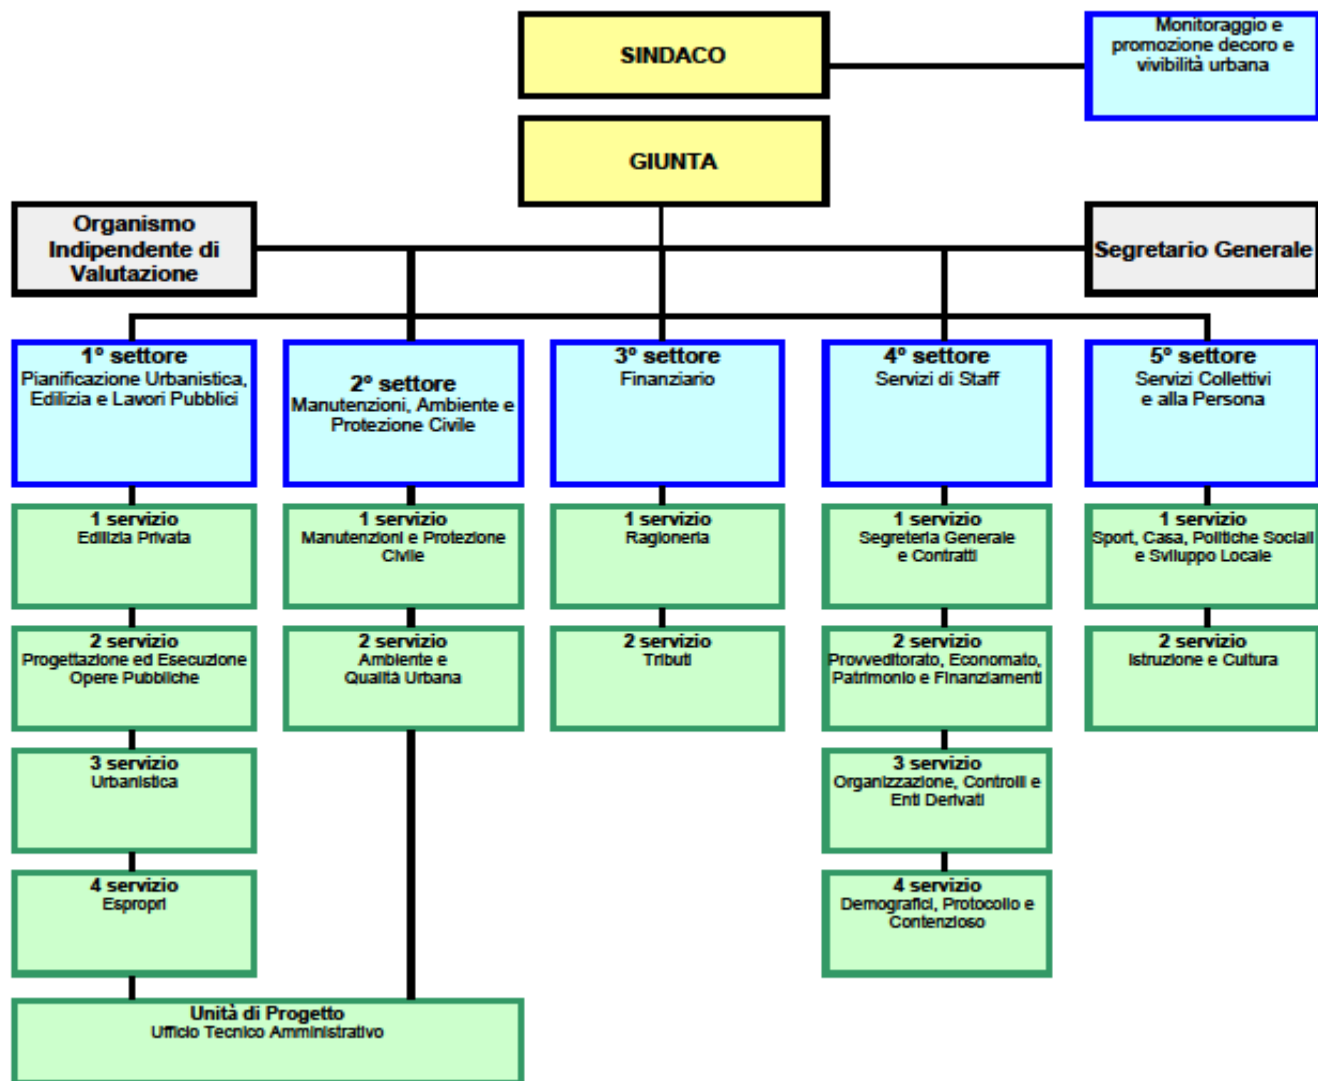 SINDACO
Monitoraggio e
promozione decoro e
vivibilità urbana
GIUNTA
Organismo
Indipendente di
Valutazione
Segretario Generale
1° settore
Pianificazione Urbanistica,
Edilizia e Lavori Pubblici
2° settore
Manutenzioni, Ambiente e
Protezione Civile
3° settore
Finanziario
4° settore
Servizi di Staff
5° settore
Servizi Collettivi
e alla Persona
1 servizio
Edilizia Privata
1 servizio
Manutenzioni e Protezione
Civile
1 servizio
Ragioneria
1 servizio
Segreteria Generale
e Contratti
1 servizio
Sport, Casa, Politiche Sociali
e Sviluppo Locale
2 servizio
Progettazione ed Esecuzione
Opere Pubbliche
2 servizio
Ambiente e
Qualità Urbana
2 servizio
Tributi
2 servizio
Provveditorato, Economato,
Patrimonio e Finanziamenti
2 servizio
Istruzione e Cultura
3 servizio
Urbanistica
3 servizio
Organizzazione, Controlli e
Enti Derivati
4 servizio
Espropri
4 servizio
Demografici, Protocollo e
Contenzioso
Unità di Progetto
Ufficio Tecnico Amministrativo